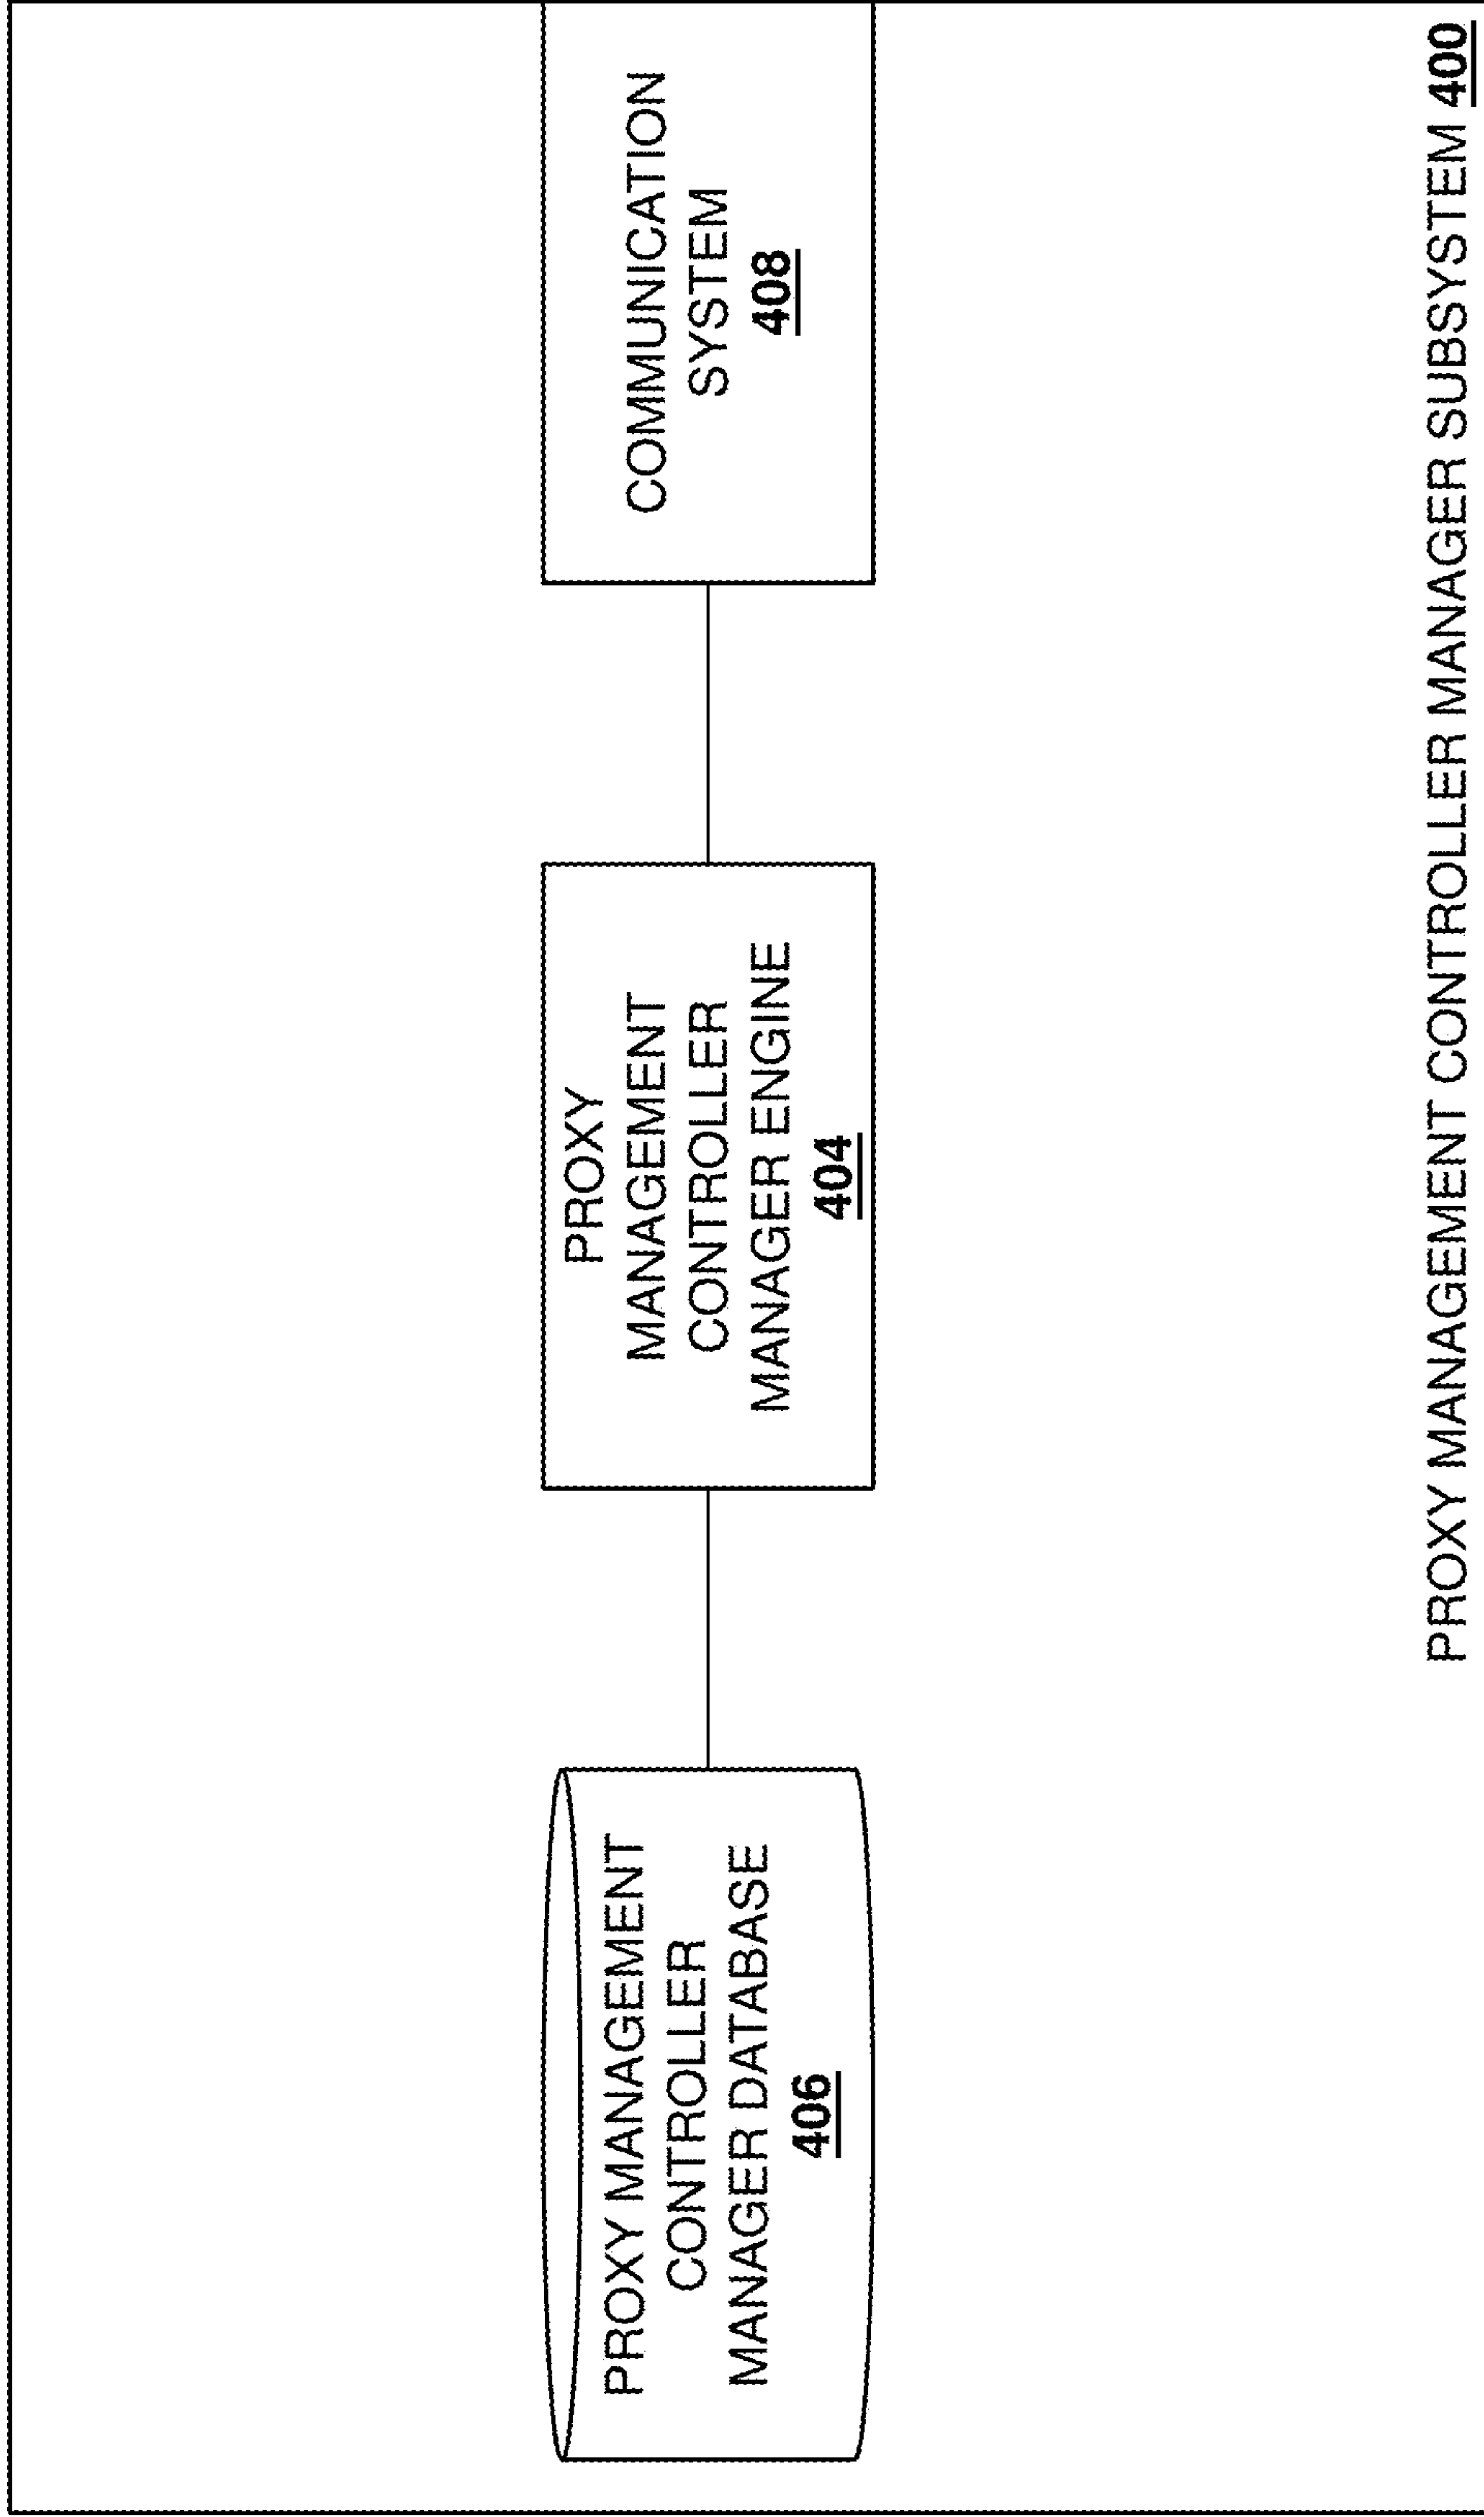 PROXY MANAGEMENT
CONTROLLER
MANAGER DATABASE
406
PROXY
MANAGEMENT
CONTROLLER
MANAGER ENGINE
404
COMMUNICATION
SYSTEM
408
PROXY MANAGEMENT CONTROLLER MANAGER SUBSYSTEM 400